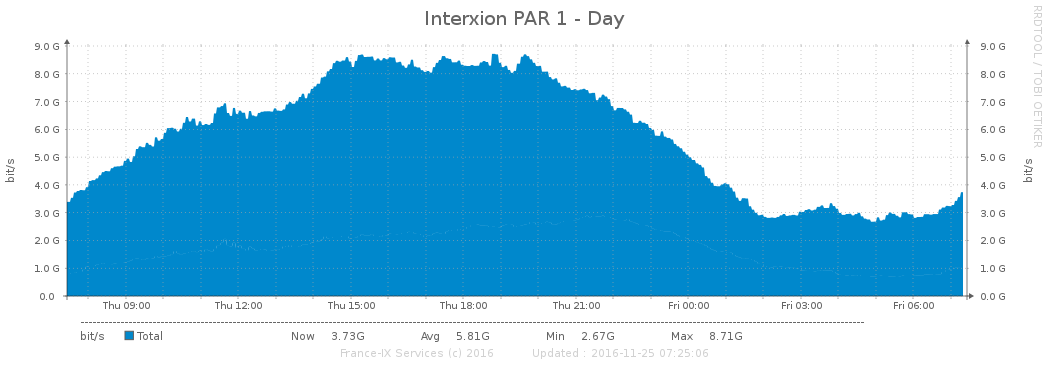 Interxion PAR 1 - Day
RRDTOOL / TOBI OETIKER
9.0 G 9.0 G
8.0 G 8.0 G
7.0 G 7.0 G
6.0 G 6.0 G
5.0 G 5.0 G
4.0 G 4.0 G
3.0 G 3.0 G
2.0 G 2.0 G
1.0 G 1.0 G
0.0 0.0 G
bit/s
bit/s
Thu 09:00 Thu 12:00 Thu 15:00 Thu 18:00 Thu 21:00 Fri 00:00 Fri 03:00 Fri 06:00
bit/s Total Now 3.73G Avg 5.81G Min 2.67G Max 8.71G
France-IX Services (c) 2016 Updated : 2016-11-25 07:25:06